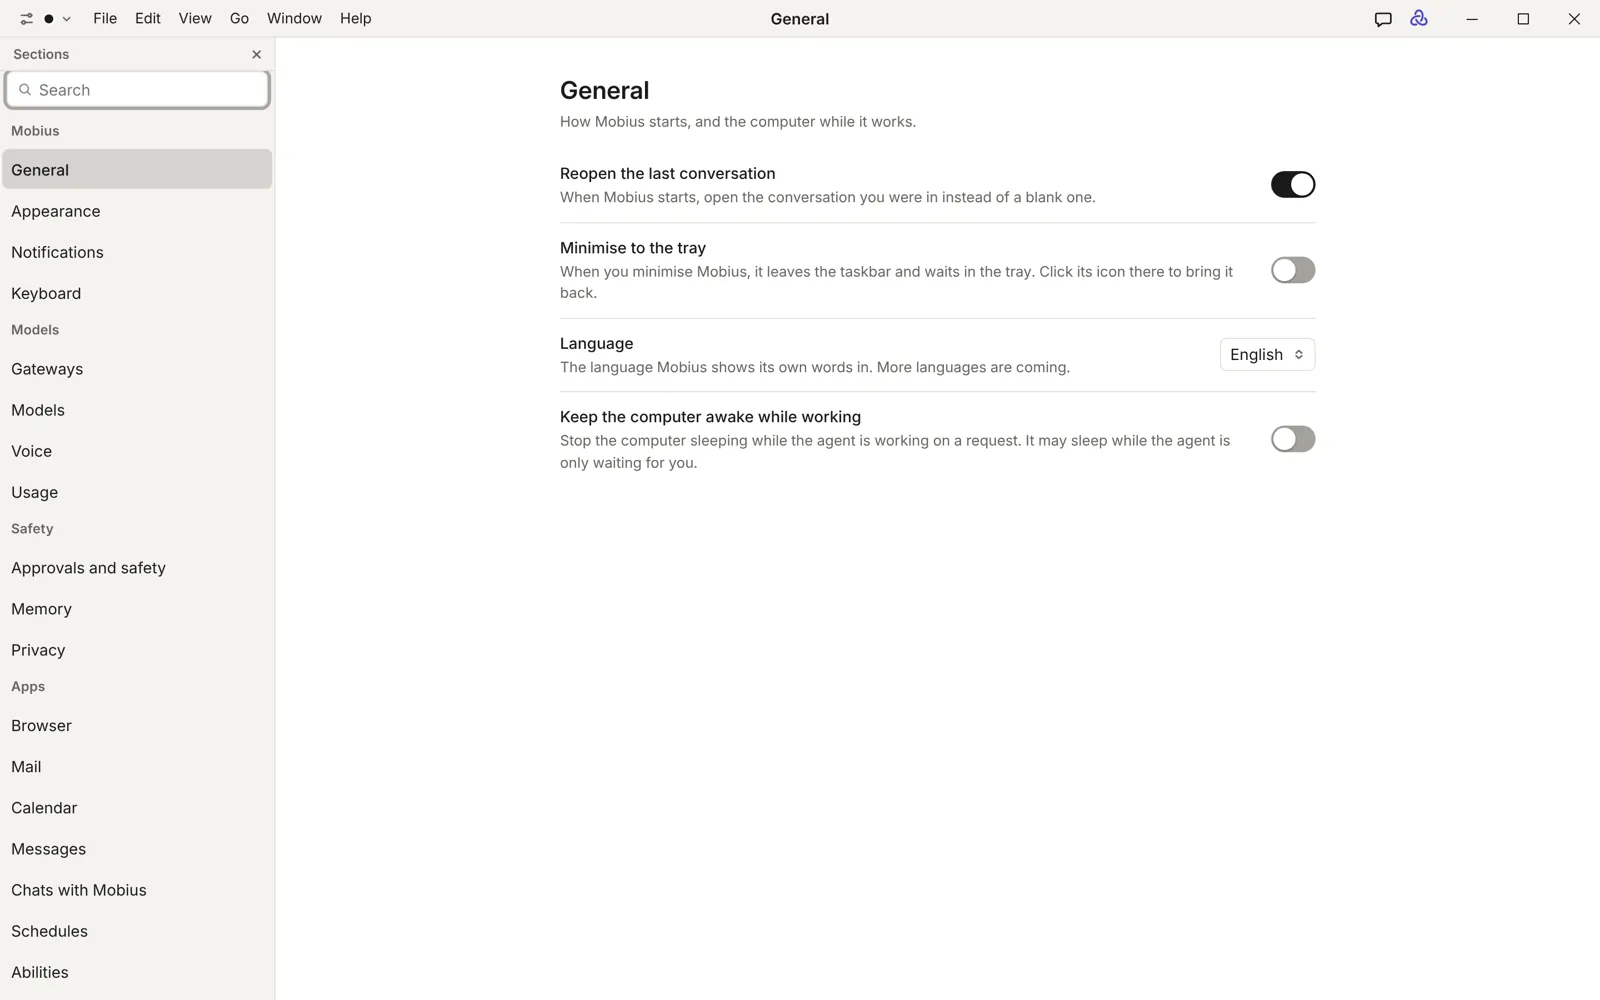 File Edit View Go Window Help
General
Sections
Search
Mobius
General
Appearance
Notifications
Keyboard
Models
Gateways
Models
Voice
Usage
Safety
Approvals and safety
Memory
Privacy
Apps
Browser
Mail
Calendar
Messages
Chats with Mobius
Schedules
Abilities
General
How Mobius starts, and the computer while it works.
Reopen the last conversation
When Mobius starts, open the conversation you were in instead of a blank one.
Minimise to the tray
When you minimise Mobius, it leaves the taskbar and waits in the tray. Click its icon there to bring it
back.
Language
The language Mobius shows its own words in. More languages are coming.
English
Keep the computer awake while working
Stop the computer sleeping while the agent is working on a request. It may sleep while the agent is
only waiting for you.